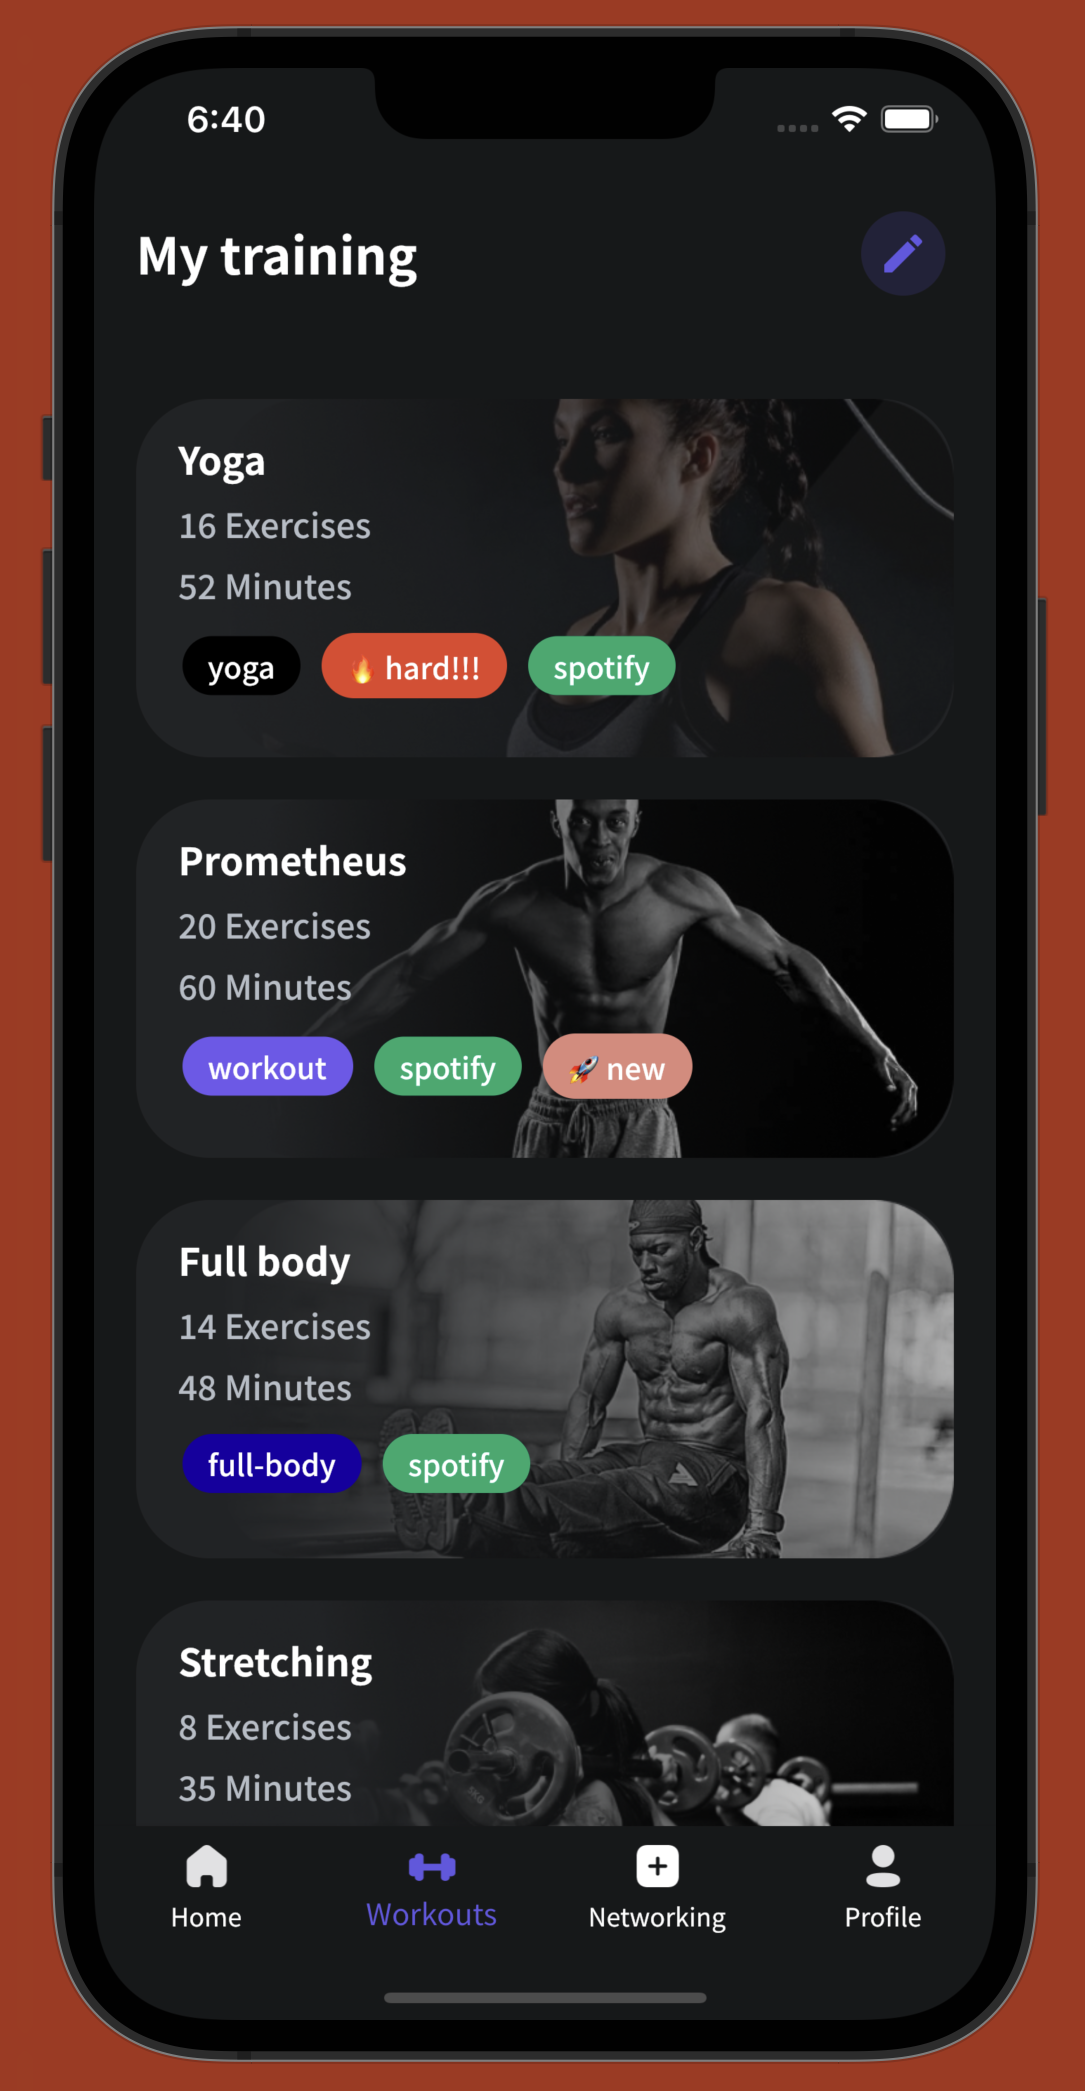 6:40
My training
Yoga
16 Exercises
52 Minutes
yoga 🔥 hard!!! spotify
Prometheus
20 Exercises
60 Minutes
workout spotify 🚀 new
Full body
14 Exercises
48 Minutes
full-body spotify
Stretching
8 Exercises
35 Minutes
Home Workouts Networking Profile